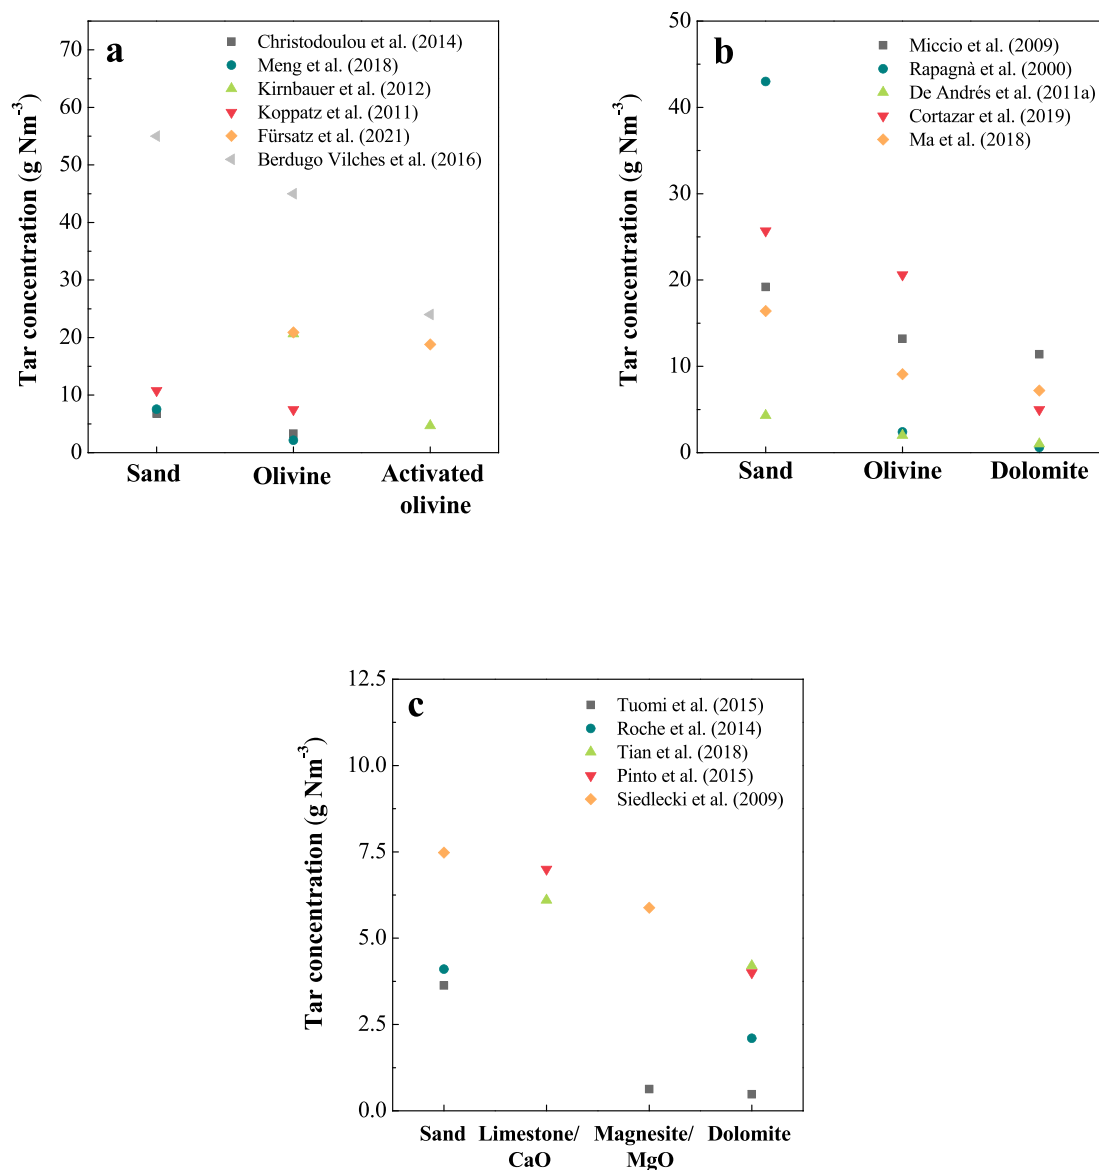 a
Christodoulou et al. (2014)
Meng et al. (2018)
Kirnbauer et al. (2012)
Koppatz et al. (2011)
Fürsatz et al. (2021)
Berdugo Vilches et al. (2016)
Tar concentration (g Nm⁻³)
70
60
50
40
30
20
10
0
Sand
Olivine
Activated
olivine
b
Miccio et al. (2009)
Rapagnà et al. (2000)
De Andrés et al. (2011a)
Cortazar et al. (2019)
Ma et al. (2018)
Tar concentration (g Nm⁻³)
50
40
30
20
10
0
Sand
Olivine
Dolomite
c
Tuomi et al. (2015)
Roche et al. (2014)
Tian et al. (2018)
Pinto et al. (2015)
Siedlecki et al. (2009)
Tar concentration (g Nm⁻³)
12.5
10.0
7.5
5.0
2.5
0.0
Sand
Limestone/
CaO
Magnesite/
MgO
Dolomite